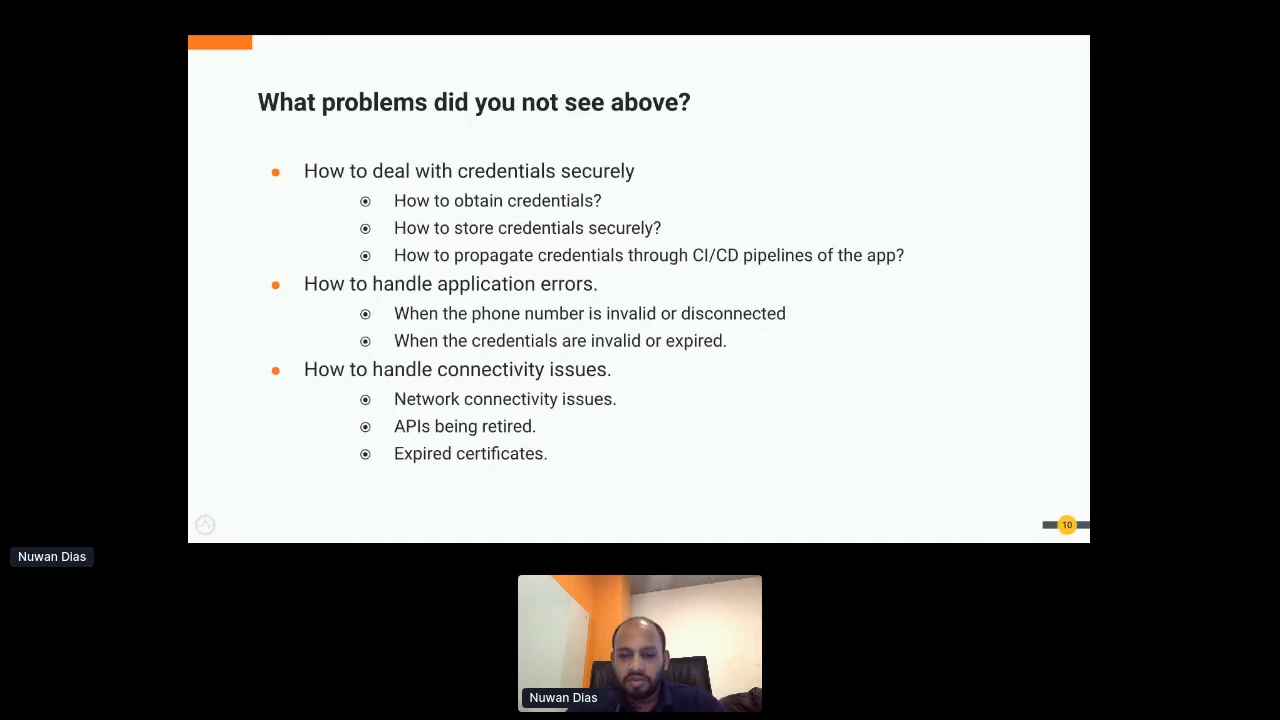 What problems did you not see above?
How to deal with credentials securely
How to obtain credentials?
How to store credentials securely?
How to propagate credentials through CI/CD pipelines of the app?
How to handle application errors.
When the phone number is invalid or disconnected
When the credentials are invalid or expired.
How to handle connectivity issues.
Network connectivity issues.
APIs being retired.
Expired certificates.
10
Nuwan Dias
Nuwan Dias